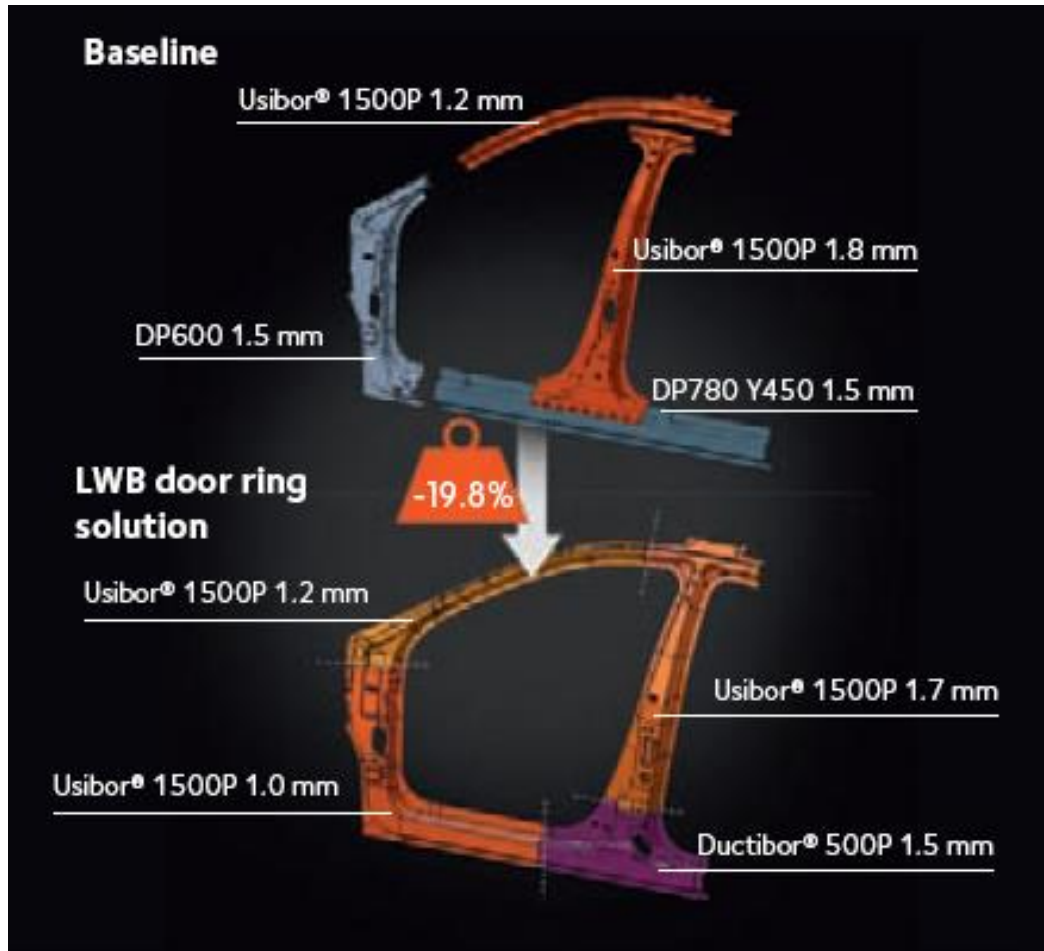 Baseline
Usibor® 1500P 1.2 mm
Usibor® 1500P 1.8 mm
DP600 1.5 mm
DP780 Y450 1.5 mm
-19.8%
LWB door ring
solution
Usibor® 1500P 1.2 mm
Usibor® 1500P 1.7 mm
Usibor® 1500P 1.0 mm
Ductibor® 500P 1.5 mm